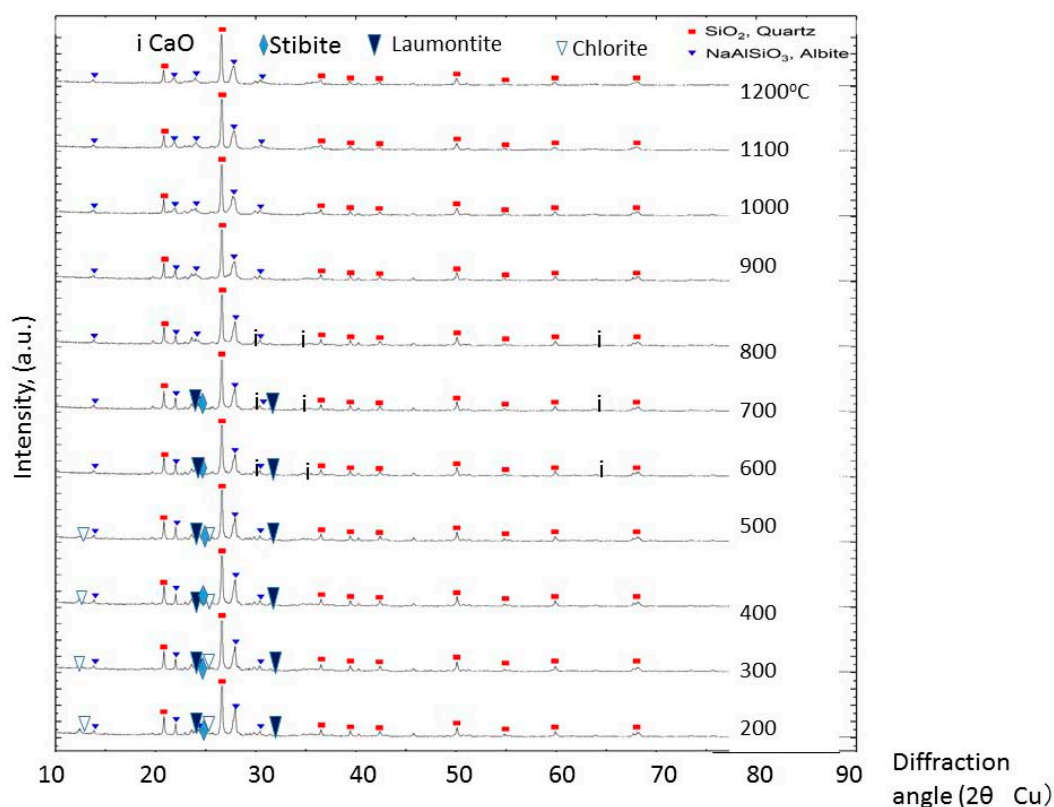 i CaO
Stibite
Laumontite
Chlorite
SiO₂, Quartz
NaAlSiO₃, Albite
1200°C
1100
1000
900
i i i
800
i i i
700
i i i
600
500
400
300
200
Intensity, (a.u.)
10 20 30 40 50 60 70 80 90
Diffraction
angle (2θ Cu)